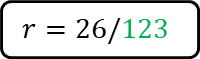 r = 26/123